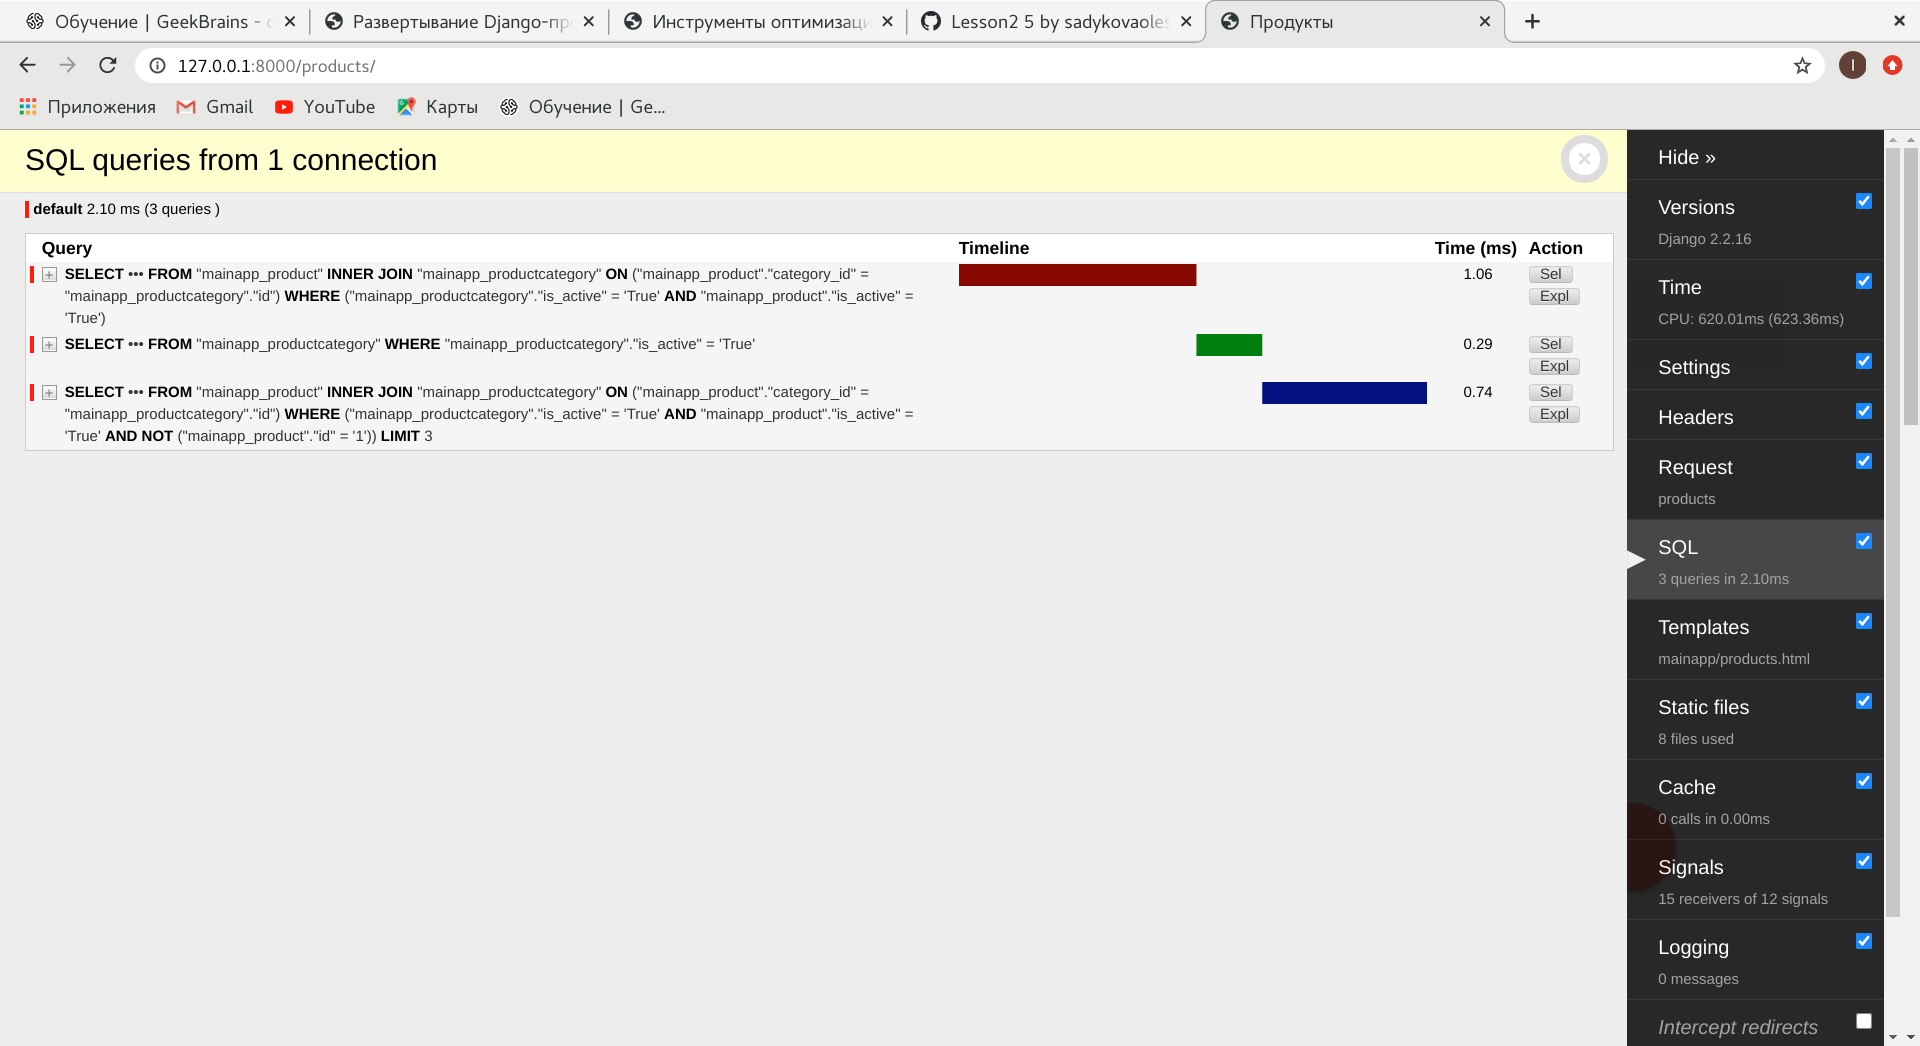 Обучение | GeekBrains - с
Развертывание Django-пр
Инструменты оптимизаци
Lesson2 5 by sadykovaoles
Продукты
127.0.0.1:8000/products/
I
Приложения
Gmail
YouTube
Карты
Обучение | Ge...
SQL queries from 1 connection
default 2.10 ms (3 queries )
Query Timeline Time (ms) Action
SELECT ••• FROM "mainapp_product" INNER JOIN "mainapp_productcategory" ON ("mainapp_product"."category_id" =
"mainapp_productcategory"."id") WHERE ("mainapp_productcategory"."is_active" = 'True' AND "mainapp_product"."is_active" =
'True')
1.06
Sel
Expl
SELECT ••• FROM "mainapp_productcategory" WHERE "mainapp_productcategory"."is_active" = 'True'
0.29
Sel
Expl
SELECT ••• FROM "mainapp_product" INNER JOIN "mainapp_productcategory" ON ("mainapp_product"."category_id" =
"mainapp_productcategory"."id") WHERE ("mainapp_productcategory"."is_active" = 'True' AND "mainapp_product"."is_active" =
'True' AND NOT ("mainapp_product"."id" = '1')) LIMIT 3
0.74
Sel
Expl
Hide »
Versions
Django 2.2.16
Time
CPU: 620.01ms (623.36ms)
Settings
Headers
Request
products
SQL
3 queries in 2.10ms
Templates
mainapp/products.html
Static files
8 files used
Cache
0 calls in 0.00ms
Signals
15 receivers of 12 signals
Logging
0 messages
Intercept redirects